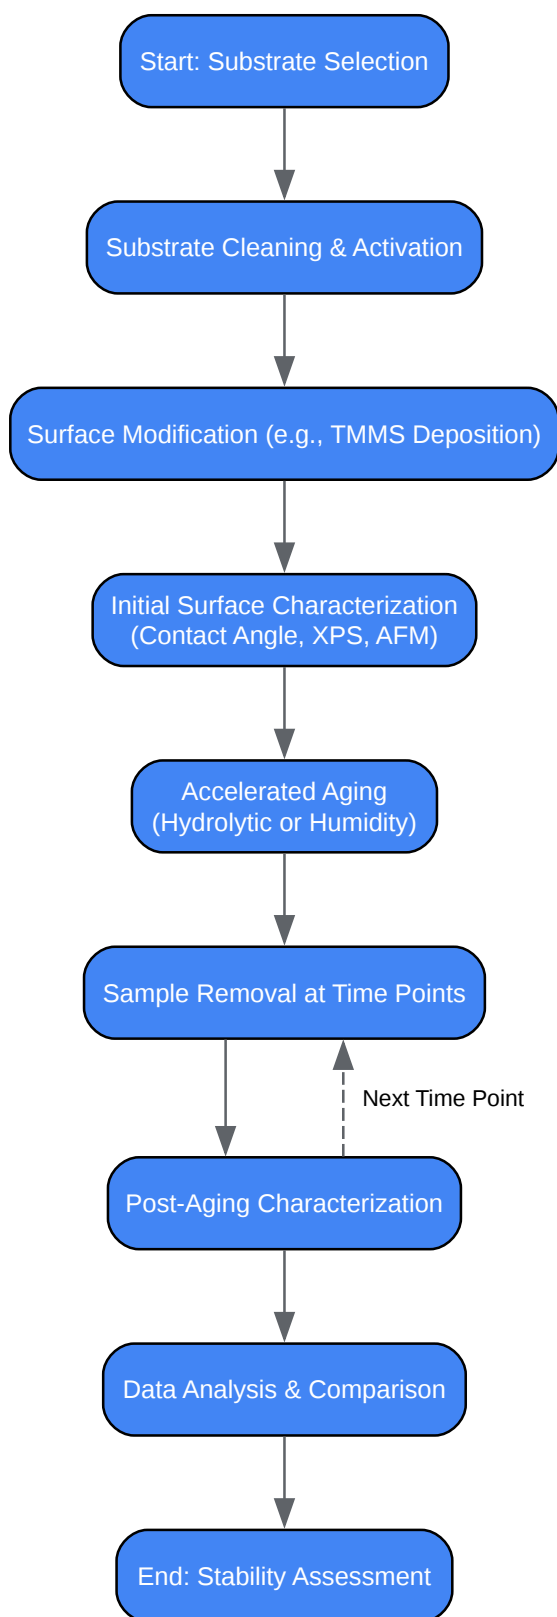 Start: Substrate Selection
Substrate Cleaning & Activation
Surface Modification (e.g., TMMS Deposition)
Initial Surface Characterization
(Contact Angle, XPS, AFM)
Accelerated Aging
(Hydrolytic or Humidity)
Sample Removal at Time Points
Next Time Point
Post-Aging Characterization
Data Analysis & Comparison
End: Stability Assessment